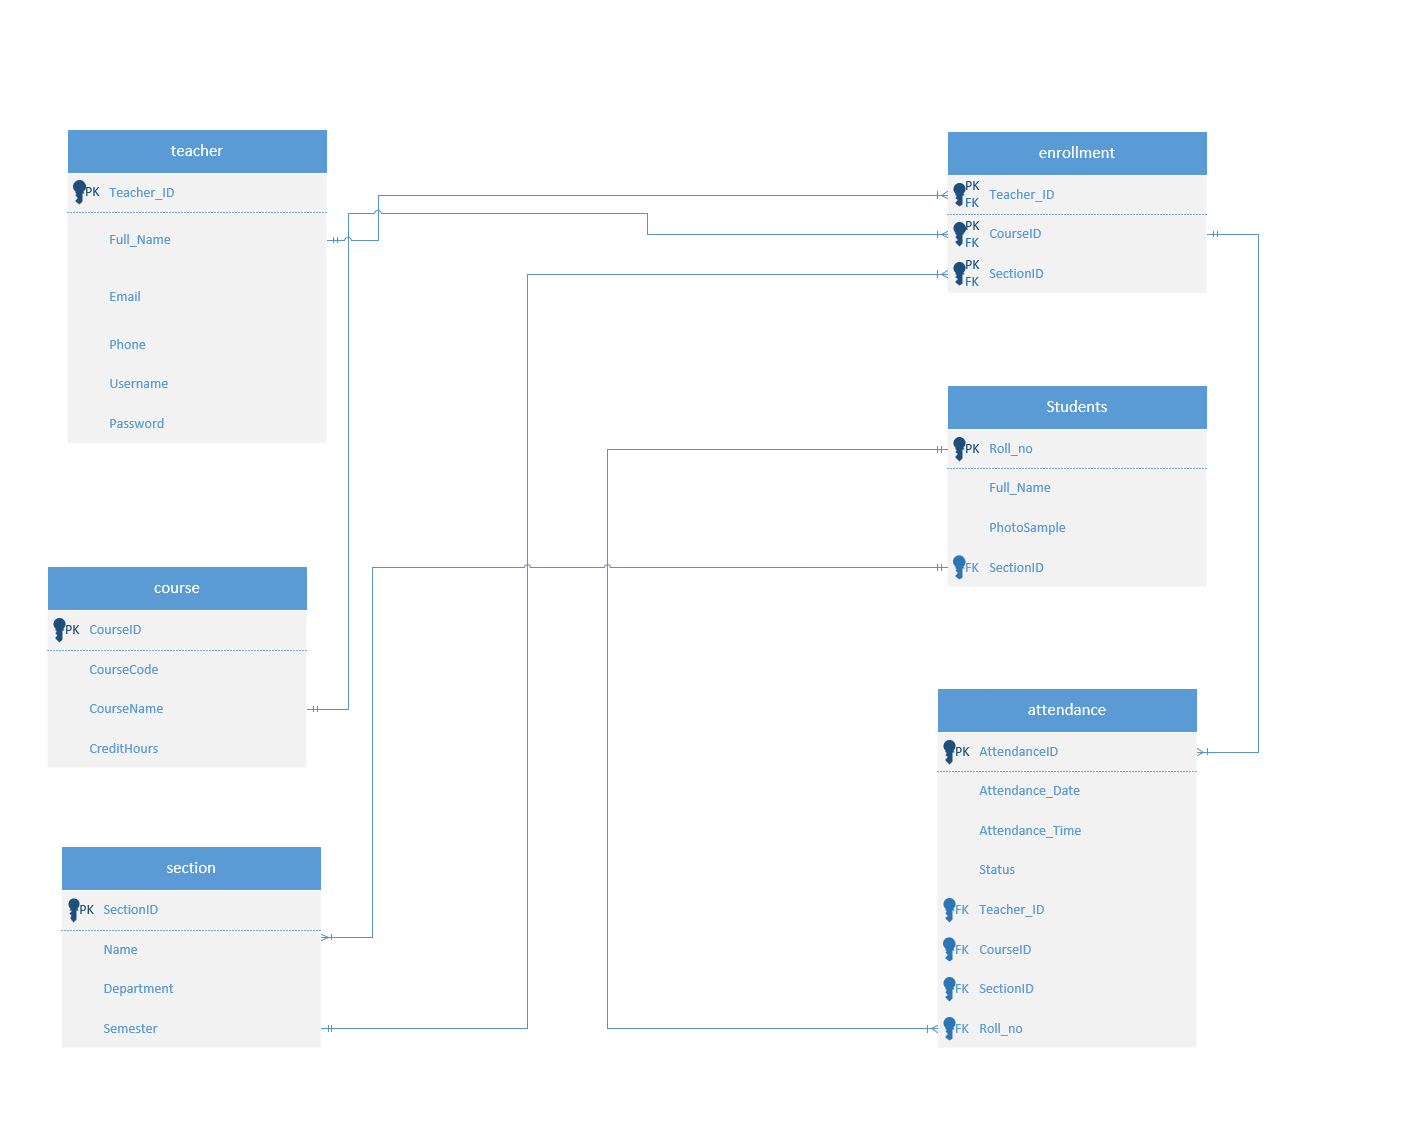 teacher
PK Teacher_ID
Full_Name
Email
Phone
Username
Password
course
PK CourseID
CourseCode
CourseName
CreditHours
section
PK SectionID
Name
Department
Semester
enrollment
PK
FK Teacher_ID
PK
FK CourseID
PK
FK SectionID
Students
PK Roll_no
Full_Name
PhotoSample
FK SectionID
attendance
PK AttendanceID
Attendance_Date
Attendance_Time
Status
FK Teacher_ID
FK CourseID
FK SectionID
FK Roll_no